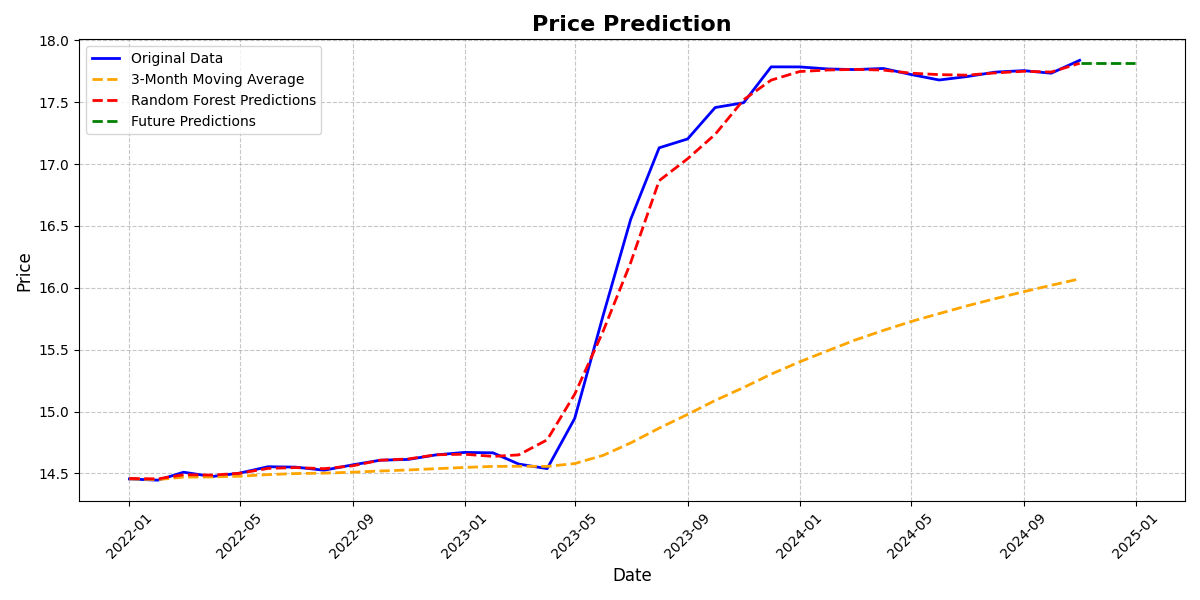 Price Prediction
Original Data
3-Month Moving Average
Random Forest Predictions
Future Predictions
Price
18.0
17.5
17.0
16.5
16.0
15.5
15.0
14.5
2022-01
2022-05
2022-09
2023-01
2023-05
2023-09
2024-01
2024-05
2024-09
2025-01
Date